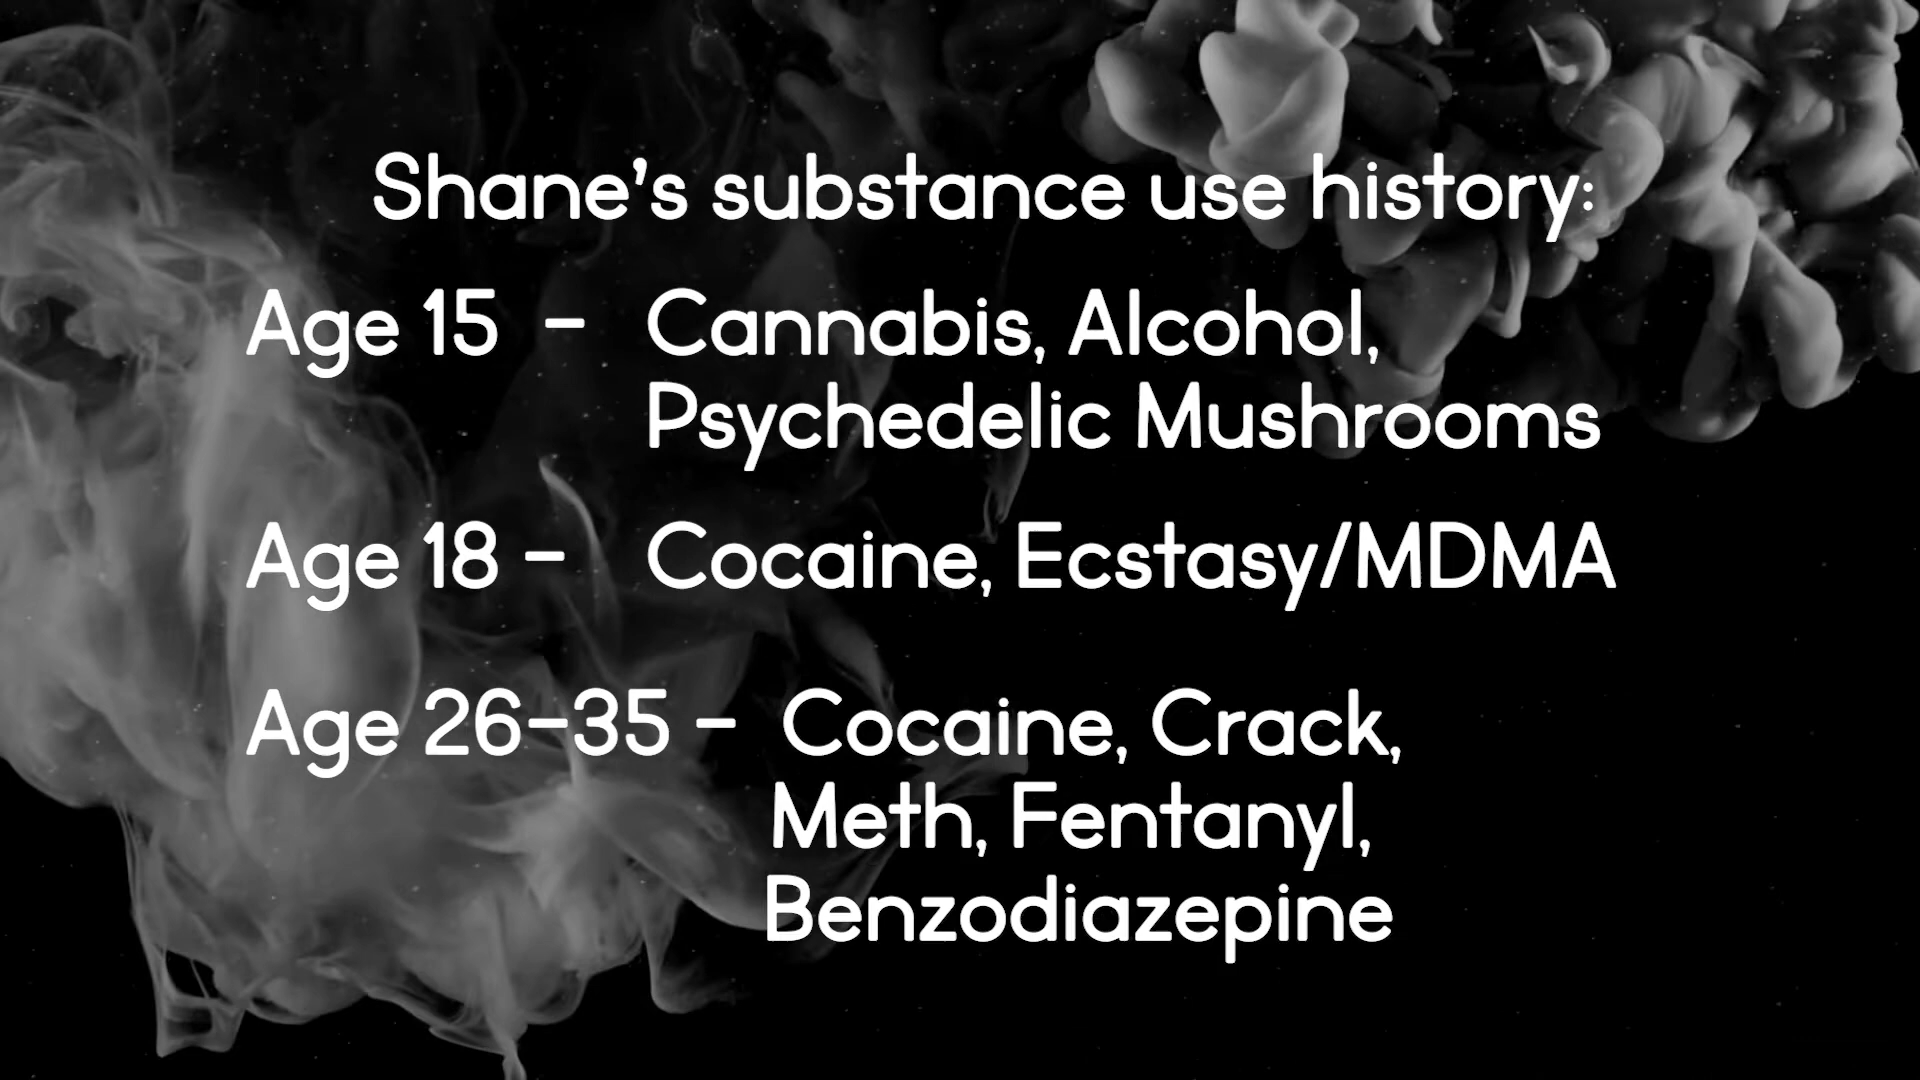 Shane's substance use history:
Age 15 - Cannabis, Alcohol,
Psychedelic Mushrooms
Age 18 - Cocaine, Ecstasy/MDMA
Age 26-35 - Cocaine, Crack,
Meth, Fentanyl,
Benzodiazepine